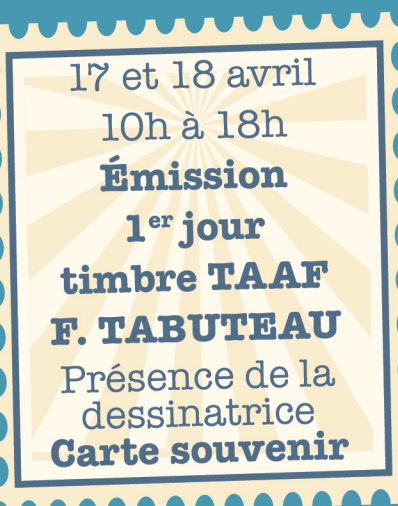 17 et 18 avril
10h à 18h
Émission
1er jour
timbre TAAF
F. TABUTEAU
Présence de la
dessinatrice
Carte souvenir